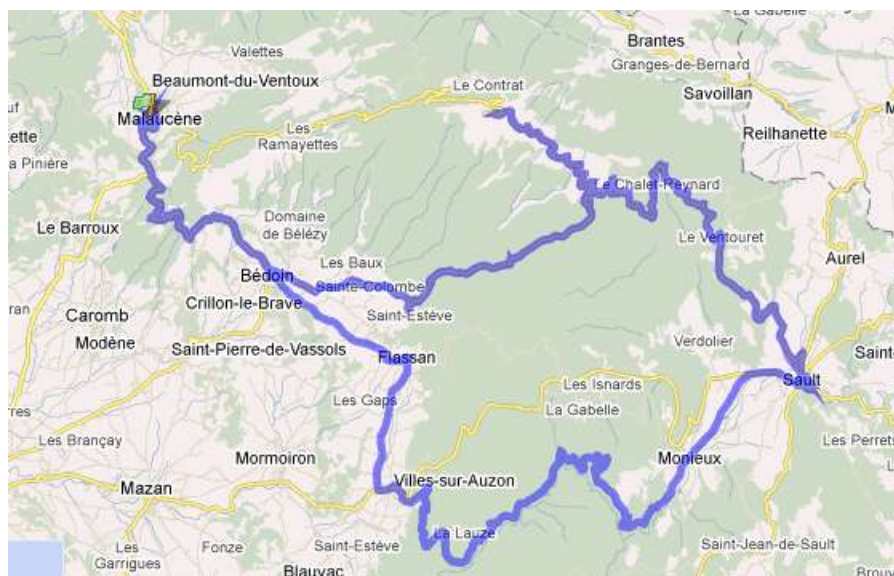 La Gabelle
Brantes
Granges-de-Bernard
Valettes
Beaumont-du-Ventoux
Le Contrat
Savoillan
Malaucène
Les
Ramayettes
Reilhanette
a Pinière
Le Chalet-Reynard
Le Barroux
Domaine
de Bélézy
Le Ventouret
Aurel
Les Baux
Bédoin
Sainte-Colombe
Crillon-le-Brave
Caromb
Saint-Estève
Modène
Saint-Pierre-de-Vassols
Flassan
Verdolier
Saint-
Sault
Les Isnards
Les Gaps
La Gabelle
Les Brançay
Les Perrets
Mormoiron
Monieux
Villes-sur-Auzon
Mazan
La Lauze
Les
Garrigues
Fonze
Saint-Estève
Saint-Jean-de-Sault
Blauvac